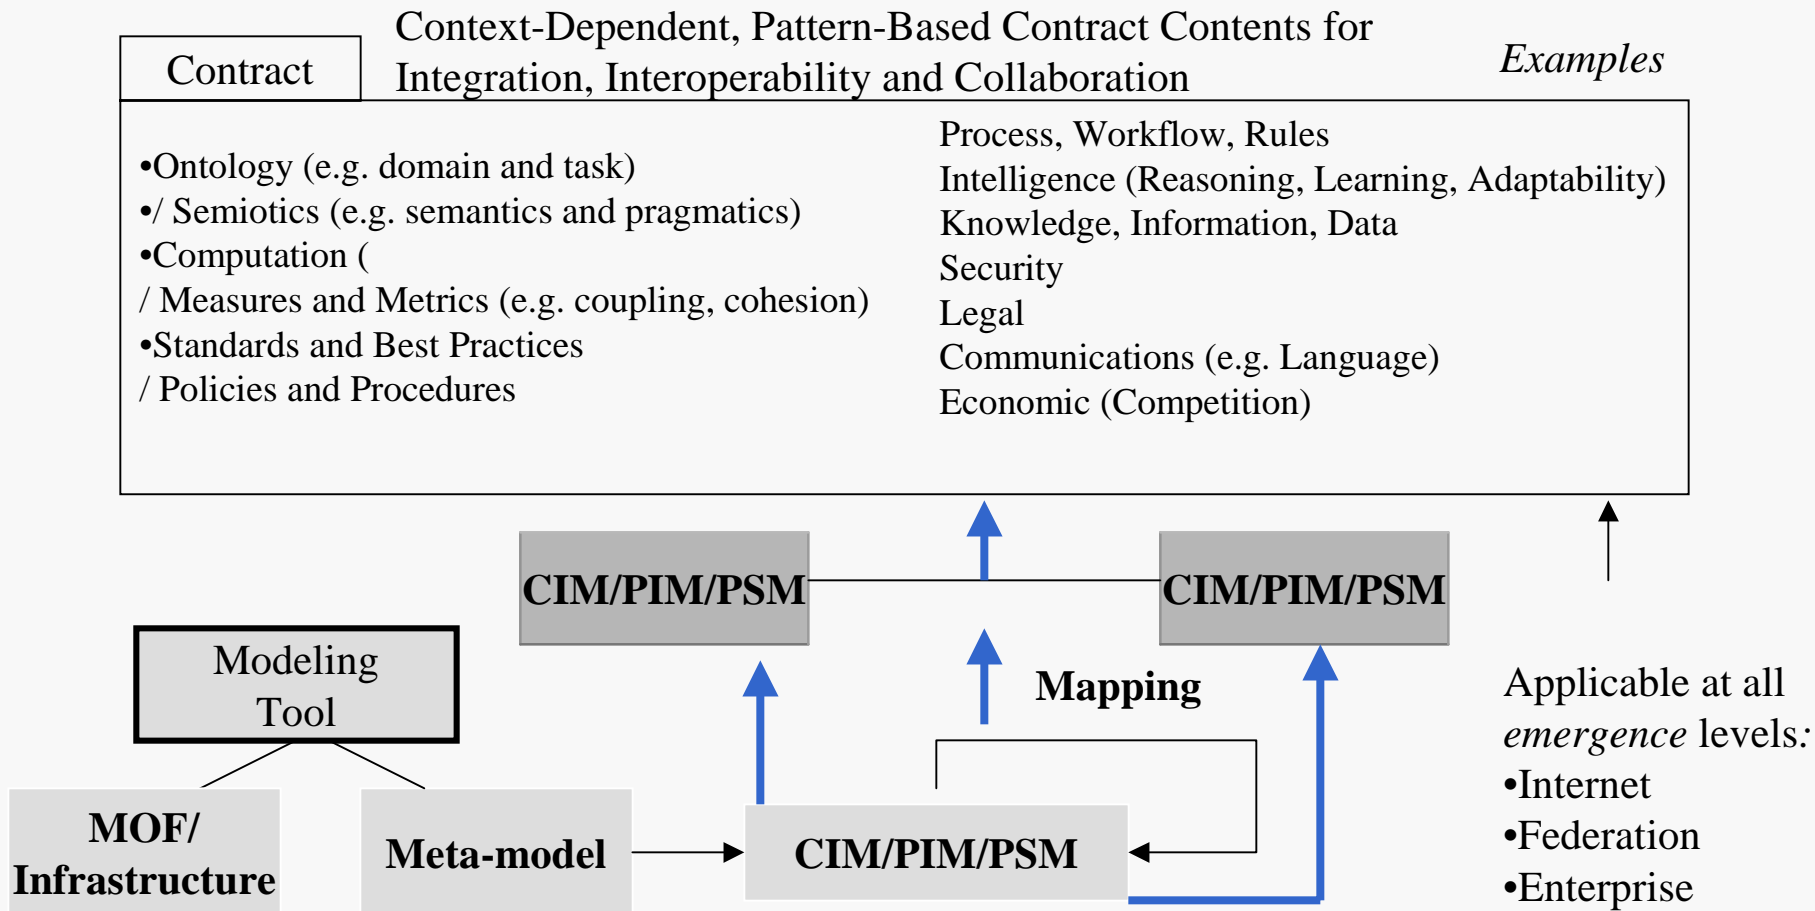 Context-Dependent, Pattern-Based Contract Contents for
Integration, Interoperability and Collaboration
Examples
Contract
•Ontology (e.g. domain and task)
•/ Semiotics (e.g. semantics and pragmatics)
•Computation (
/ Measures and Metrics (e.g. coupling, cohesion)
•Standards and Best Practices
/ Policies and Procedures
Process, Workflow, Rules
Intelligence (Reasoning, Learning, Adaptability)
Knowledge, Information, Data
Security
Legal
Communications (e.g. Language)
Economic (Competition)
CIM/PIM/PSM
CIM/PIM/PSM
Modeling
Tool
Mapping
MOF/
Infrastructure
Meta-model
CIM/PIM/PSM
Applicable at all
emergence levels:
•Internet
•Federation
•Enterprise